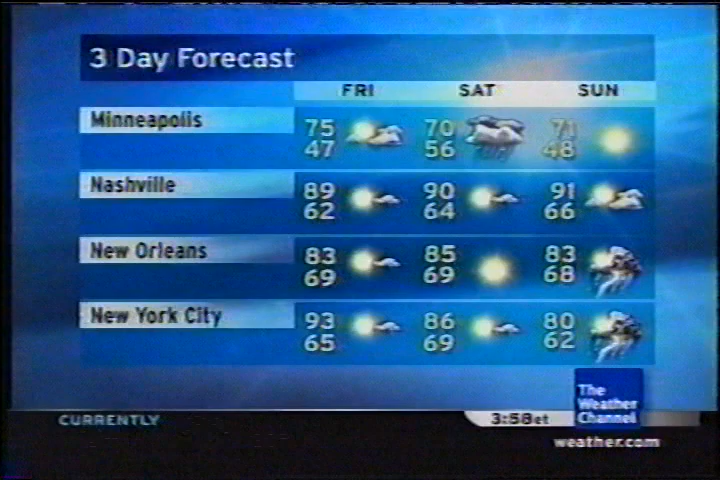 3 Day Forecast
FRI SAT SUN
Minneapolis 75 70 71
47 56 48
Nashville 89 90 91
62 64 66
New Orleans 83 85 83
69 69 68
New York City 93 86 80
65 69 62
The
Weather
Channel
CURRENTLY 3:58et
weather.com